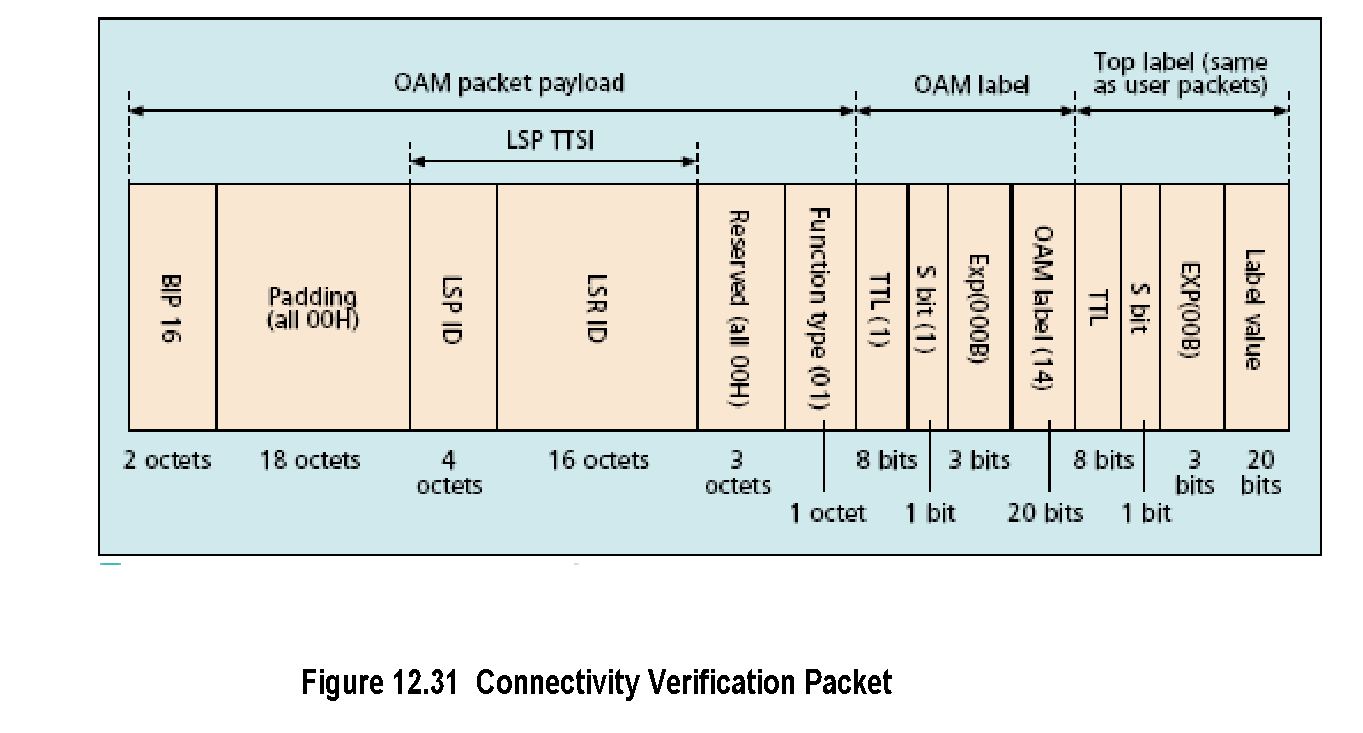 Top label (same
OAM packet payload
OAM label
as user packets)
LSP TTSI
BIP 16
Padding
(all 00H)
LSP ID
LSR ID
Reserved (all 00H)
Function type (01)
TTL (1)
S bit (1)
Exp(000B)
OAM label (14)
TTL
S bit
EXP(00B)
Label value
2 octets
18 octets
4
octets
16 octets
3
octets
1 octet
8 bits
1 bit
3 bits
20 bits
8 bits
1 bit
3
bits
20
bits
Figure 12.31 Connectivity Verification Packet